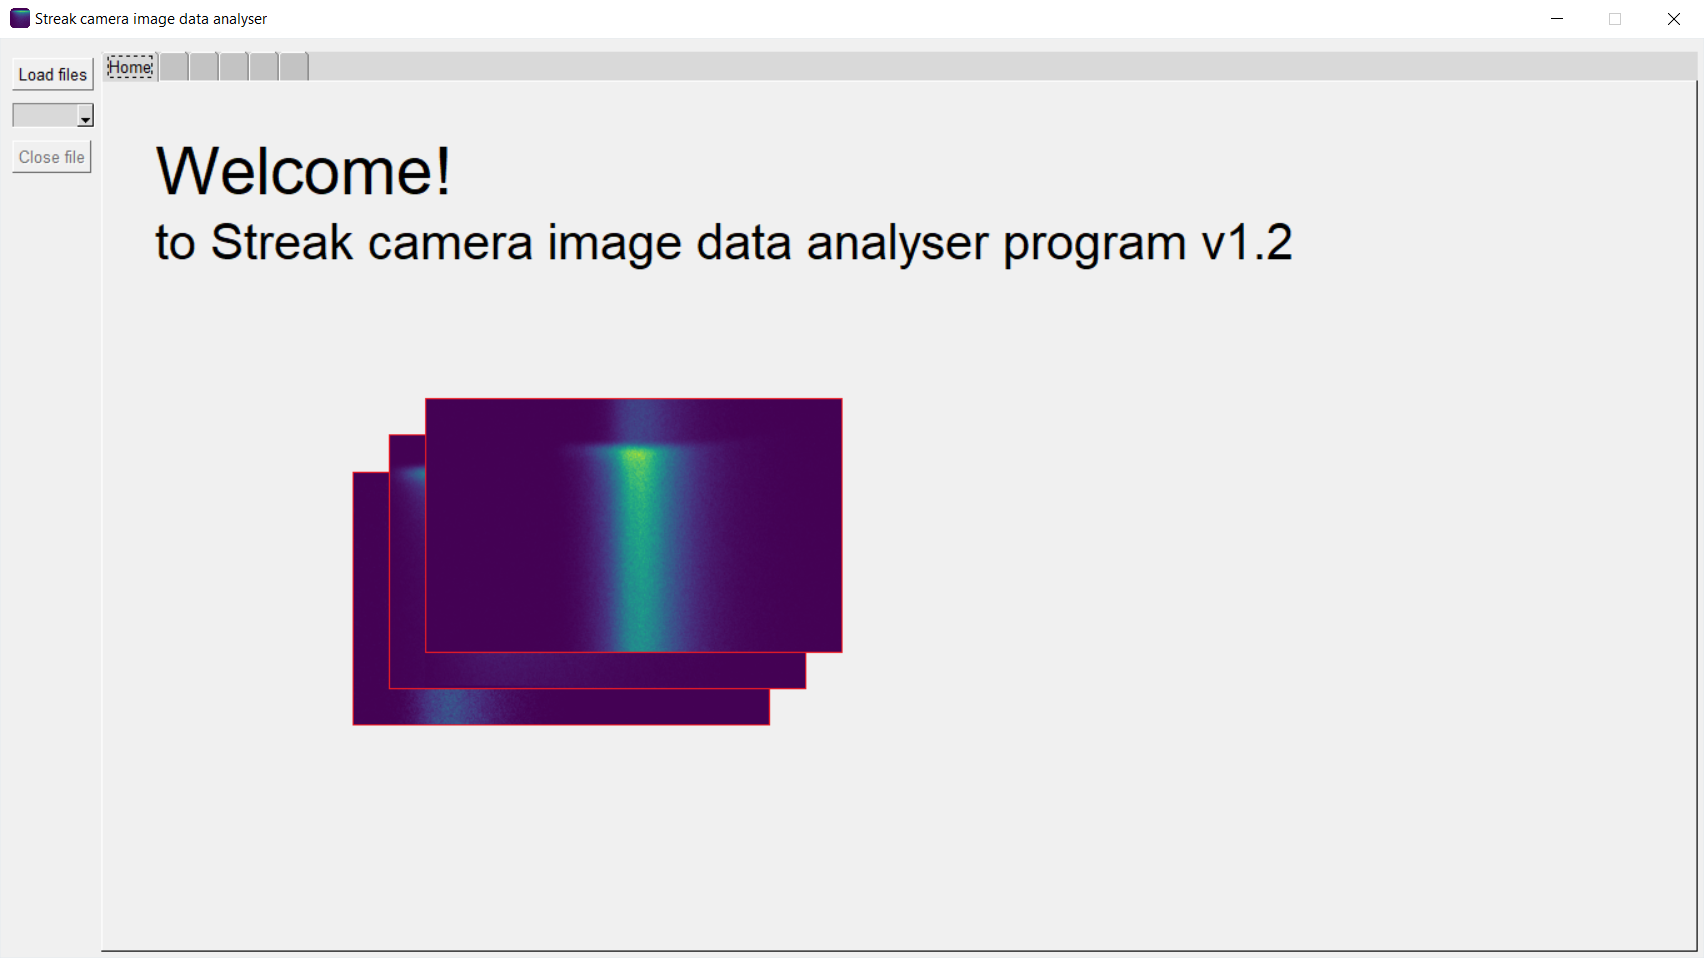 Streak camera image data analyser
Load files
Home
Close file
Welcome!
to Streak camera image data analyser program v1.2